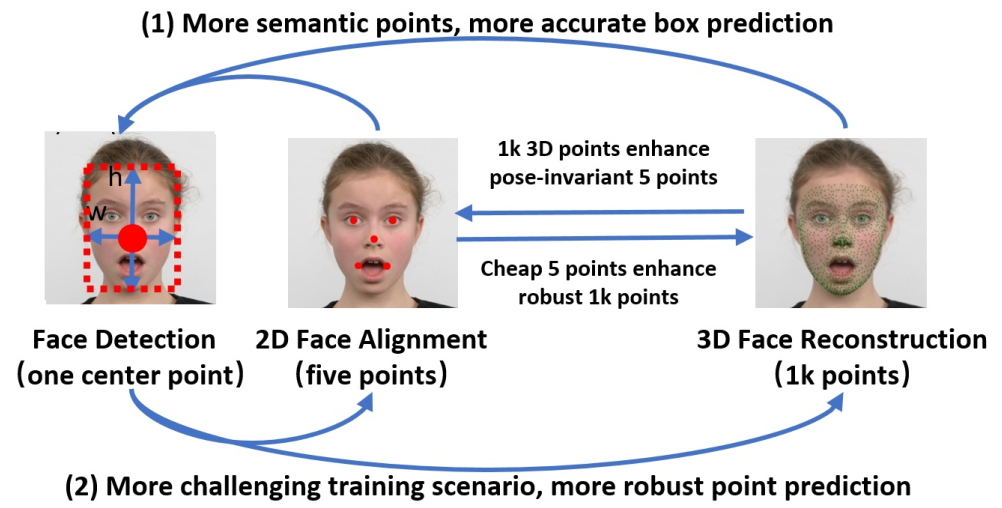 (1) More semantic points, more accurate box prediction
h
w
1k 3D points enhance
pose-invariant 5 points
Cheap 5 points enhance
robust 1k points
Face Detection
(one center point)
2D Face Alignment
(five points)
3D Face Reconstruction
(1k points)
(2) More challenging training scenario, more robust point prediction